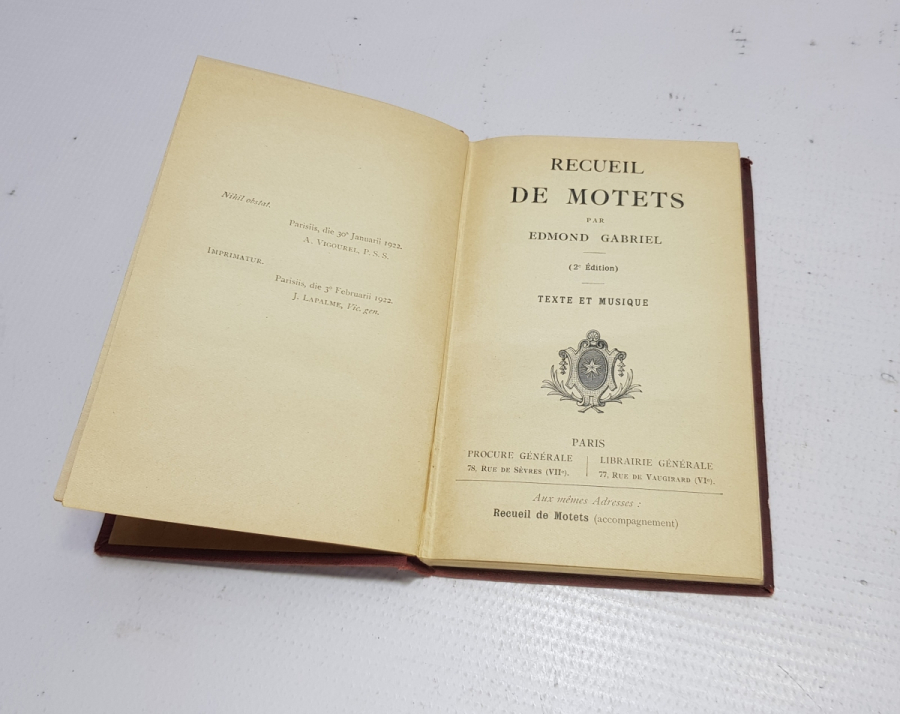 Nihil obstat.
Parisiis, die 30ª Januarii 1922.
A. VIGOUREL, P. S. S.
IMPRIMATUR.
Parisiis, die 3ª Februarii 1922.
J. LAPALME, Vic. gen.
RECUEIL
DE MOTETS
PAR
EDMOND GABRIEL
(2e Édition)
TEXTE ET MUSIQUE
PARIS
PROCURE GÉNÉRALE
78, RUE DE SÈVRES (VIIe).
LIBRAIRIE GÉNÉRALE
77, RUE DE VAUGIRARD (VIe).
Aux mêmes Adresses :
Recueil de Motets (accompagnement)